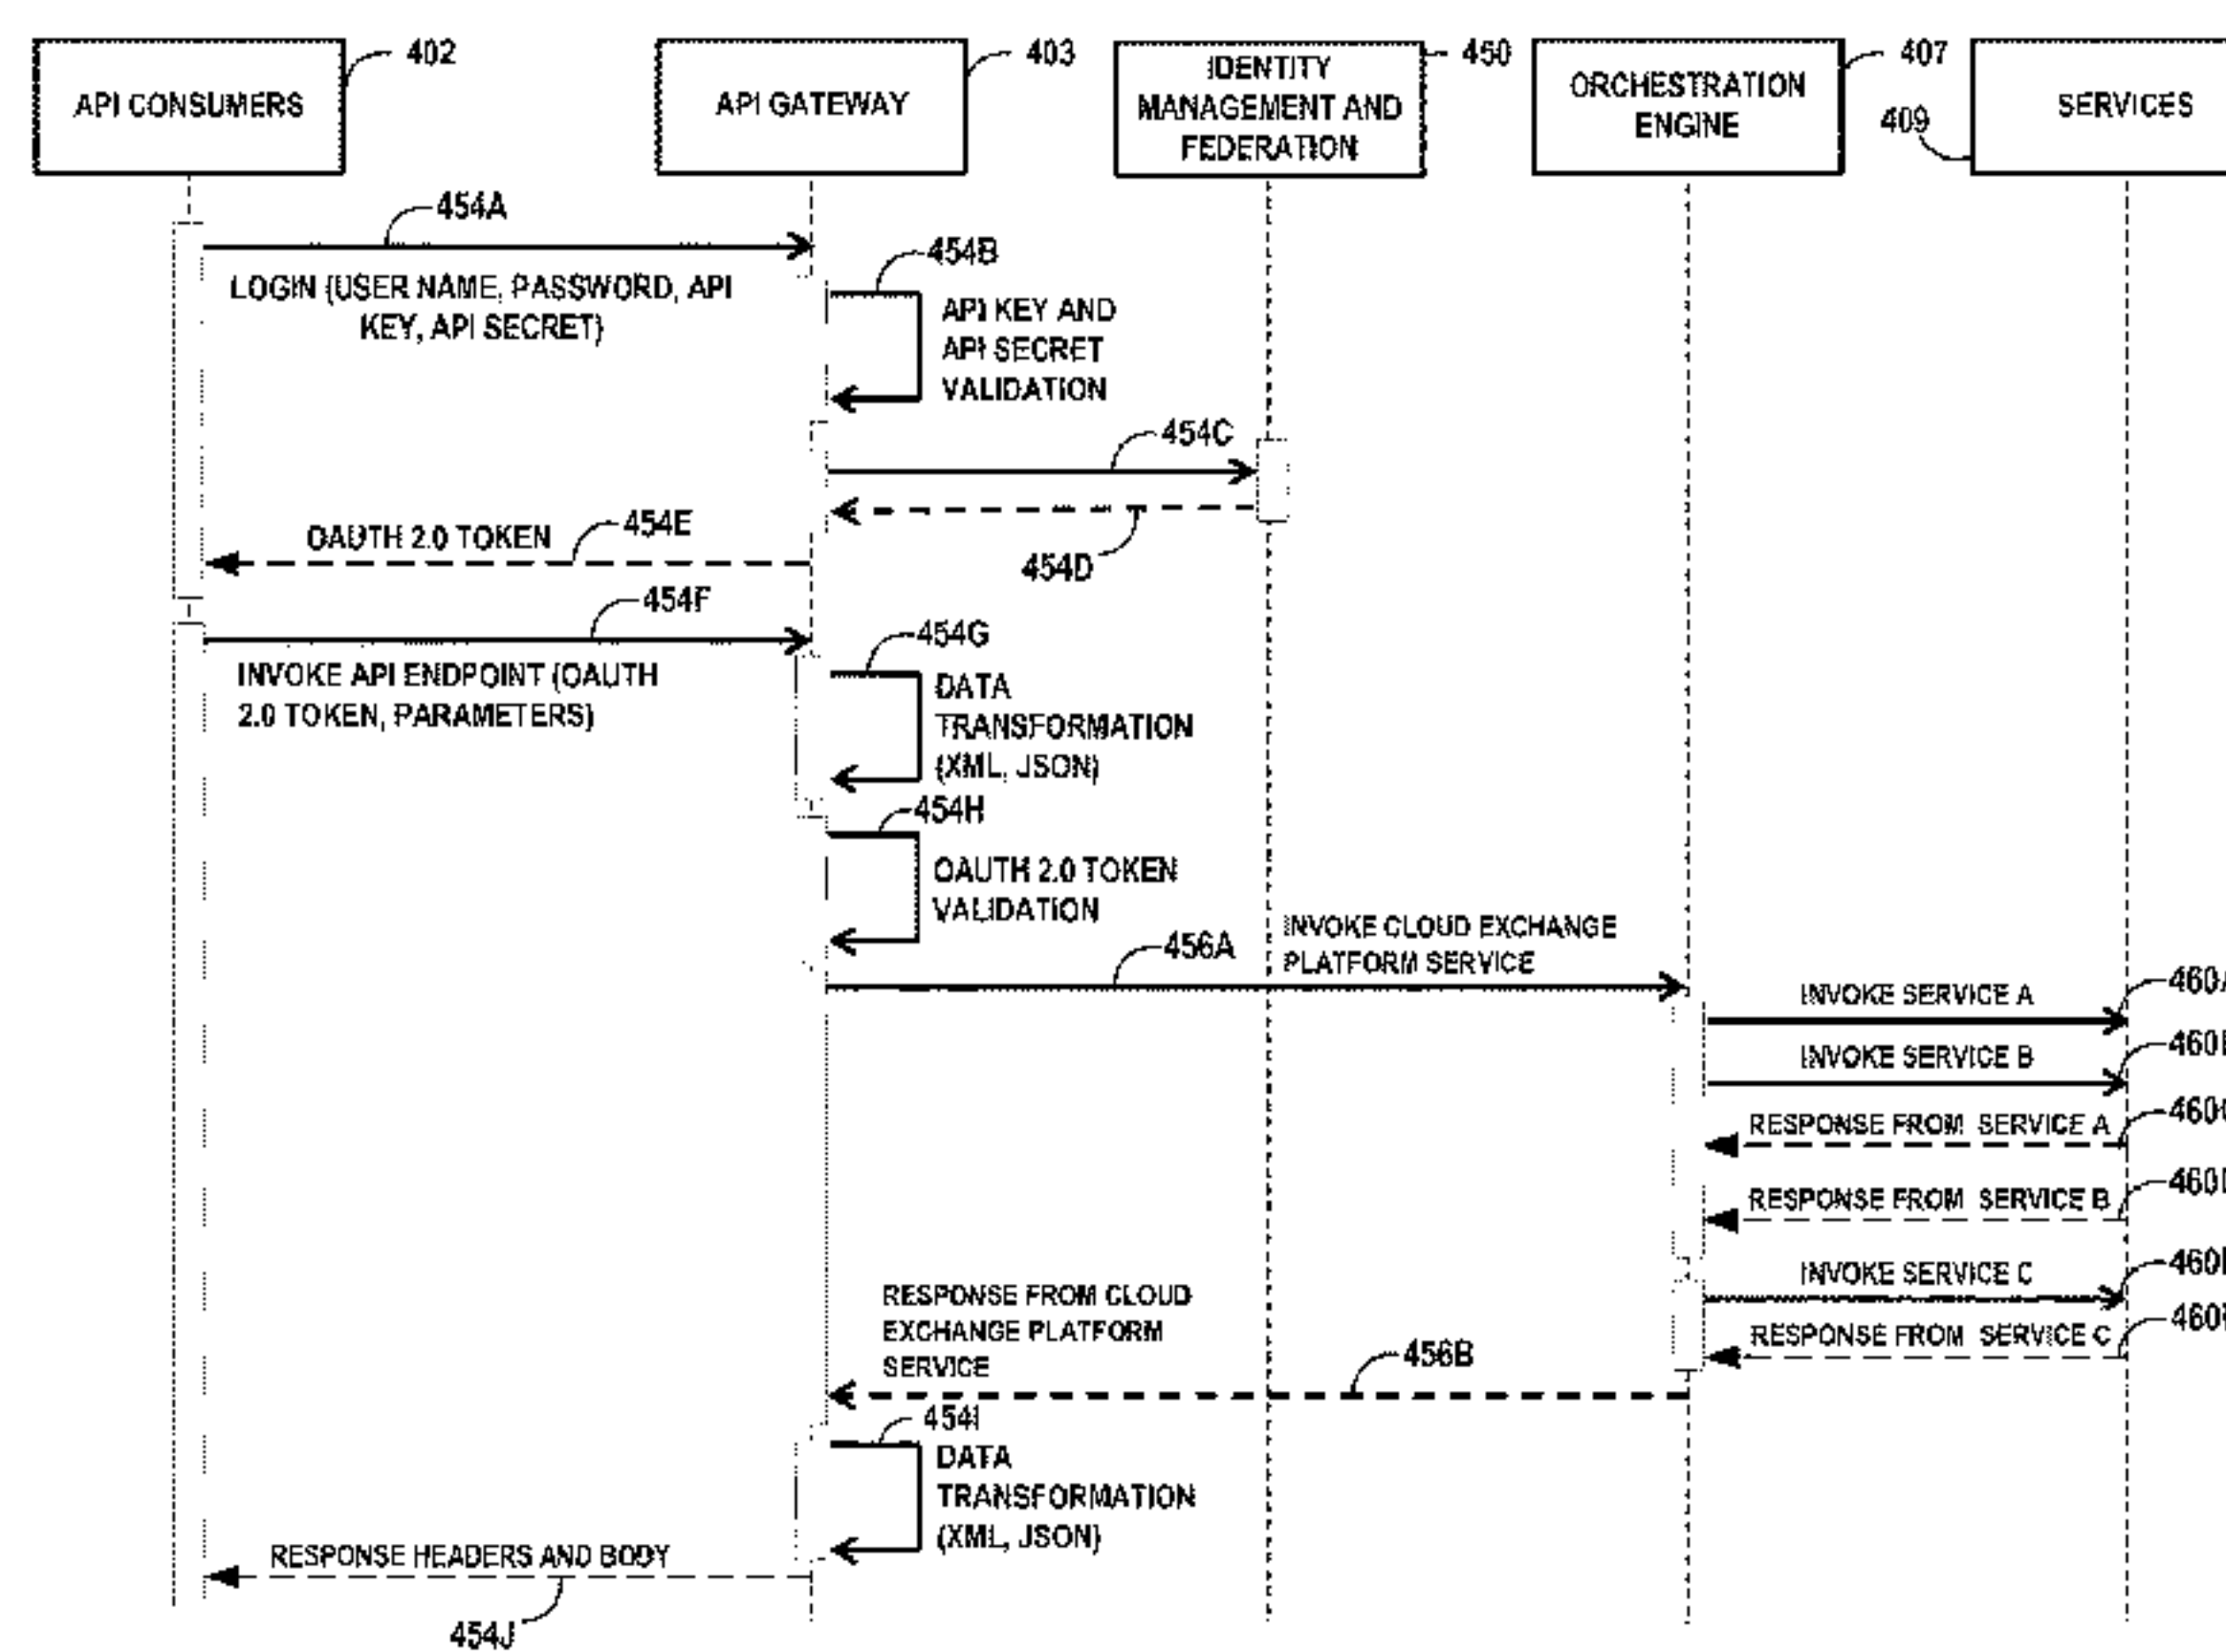 402
403
450
407
409
API CONSUMERS
API GATEWAY
IDENTITY
MANAGEMENT AND
FEDERATION
ORCHESTRATION
ENGINE
SERVICES
454A
LOGIN (USER NAME, PASSWORD, API
KEY, API SECRET)
454B
API KEY AND
API SECRET
VALIDATION
454C
454D
OAUTH 2.0 TOKEN
454E
454F
INVOKE API ENDPOINT (OAUTH
2.0 TOKEN, PARAMETERS)
454G
DATA
TRANSFORMATION
(XML, JSON)
454H
OAUTH 2.0 TOKEN
VALIDATION
456A
INVOKE CLOUD EXCHANGE
PLATFORM SERVICE
INVOKE SERVICE A
460A
INVOKE SERVICE B
RESPONSE FROM SERVICE A
RESPONSE FROM SERVICE B
INVOKE SERVICE C
RESPONSE FROM SERVICE C
RESPONSE FROM CLOUD
EXCHANGE PLATFORM
SERVICE
456B
454I
DATA
TRANSFORMATION
(XML, JSON)
RESPONSE HEADERS AND BODY
454J